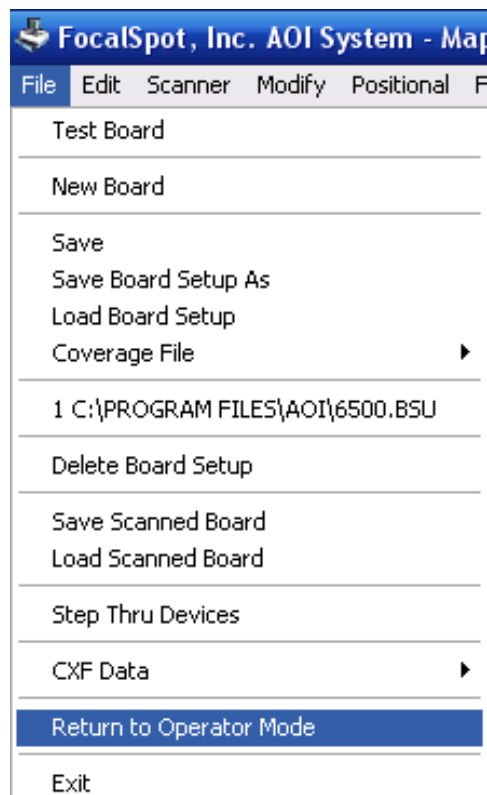 FocalSpot, Inc. AOI System - Map
File Edit Scanner Modify Positional F
Test Board
New Board
Save
Save Board Setup As
Load Board Setup
Coverage File
1 C:\PROGRAM FILES\AOI\6500.BSU
Delete Board Setup
Save Scanned Board
Load Scanned Board
Step Thru Devices
CXF Data
Return to Operator Mode
Exit